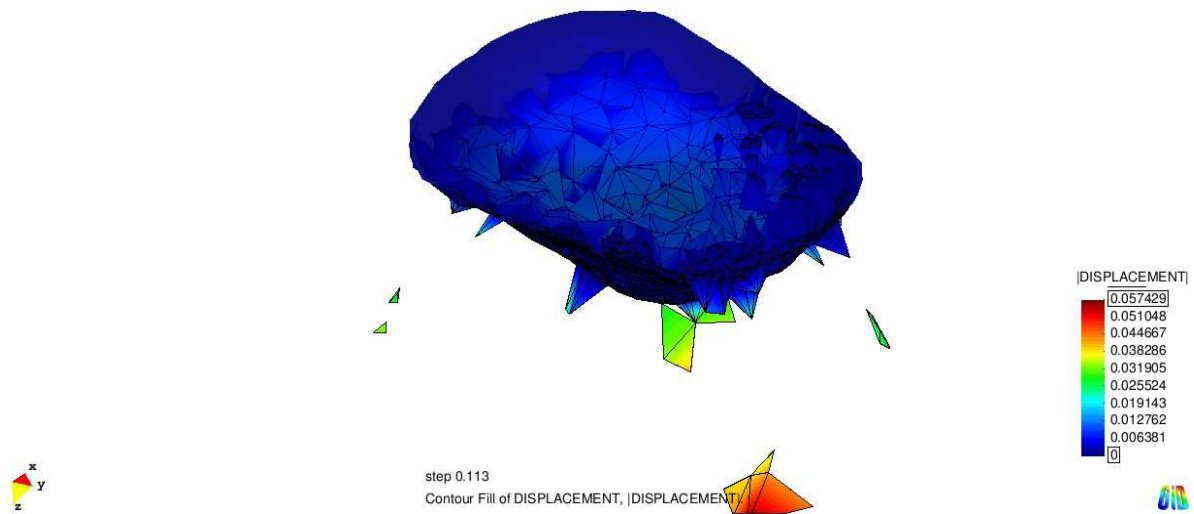 |DISPLACEMENT|
0.057429
0.051048
0.044667
0.038286
0.031905
0.025524
0.019143
0.012762
0.006381
0
x
y
z
step 0.113
Contour Fill of DISPLACEMENT, |DISPLACEMENT|.
GiD